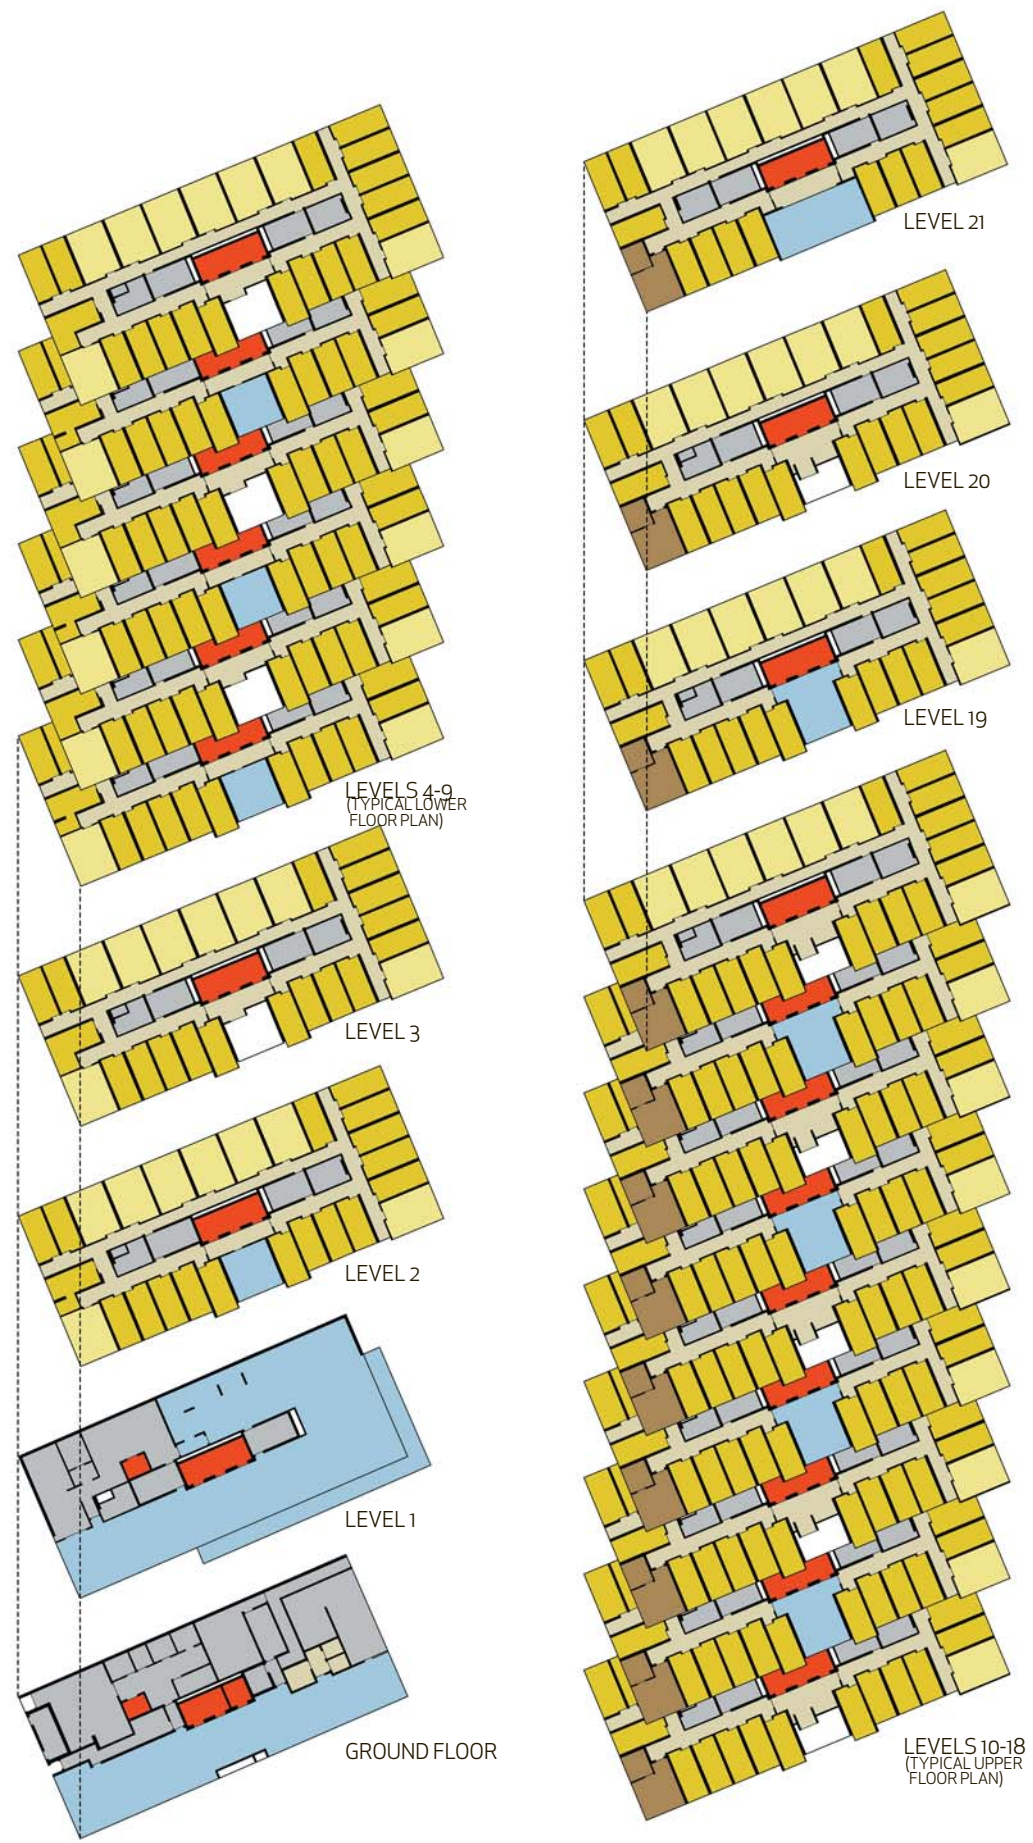 LEVEL 21
LEVEL 20
LEVEL 19
LEVELS 4-9
(TYPICAL LOWER
FLOOR PLAN)
LEVEL 3
LEVEL 2
LEVEL 1
GROUND FLOOR
LEVELS 10-18
(TYPICAL UPPER
FLOOR PLAN)